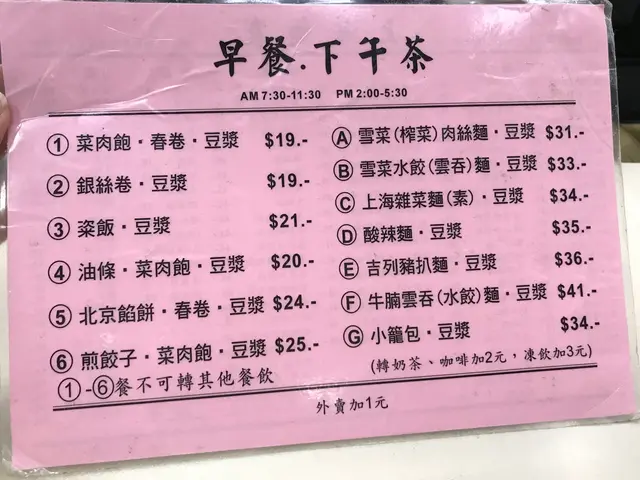 早餐.下午茶
AM 7:30-11:30 PM 2:00-5:30
① 菜肉飽·春卷·豆漿 $19.-
② 銀絲卷·豆漿 $19.-
③ 粢飯·豆漿 $21.-
④ 油條·菜肉飽·豆漿 $20.-
⑤ 北京餡餅·春卷·豆漿 $24.-
⑥ 煎餃子·菜肉飽·豆漿 $25.-
①-⑥餐不可轉其他餐飲
Ⓐ 雪菜(榨菜)肉絲麵·豆漿 $31.-
Ⓑ 雪菜水餃(雲吞)麵·豆漿 $33.-
Ⓒ 上海雜菜麵(素)·豆漿 $34.-
Ⓓ 酸辣麵·豆漿 $35.-
Ⓔ 吉列豬扒麵·豆漿 $36.-
Ⓕ 牛腩雲吞(水餃)麵·豆漿 $41.-
Ⓖ 小籠包·豆漿 $34.-
(轉奶茶、咖啡加2元，凍飲加3元)
外賣加1元